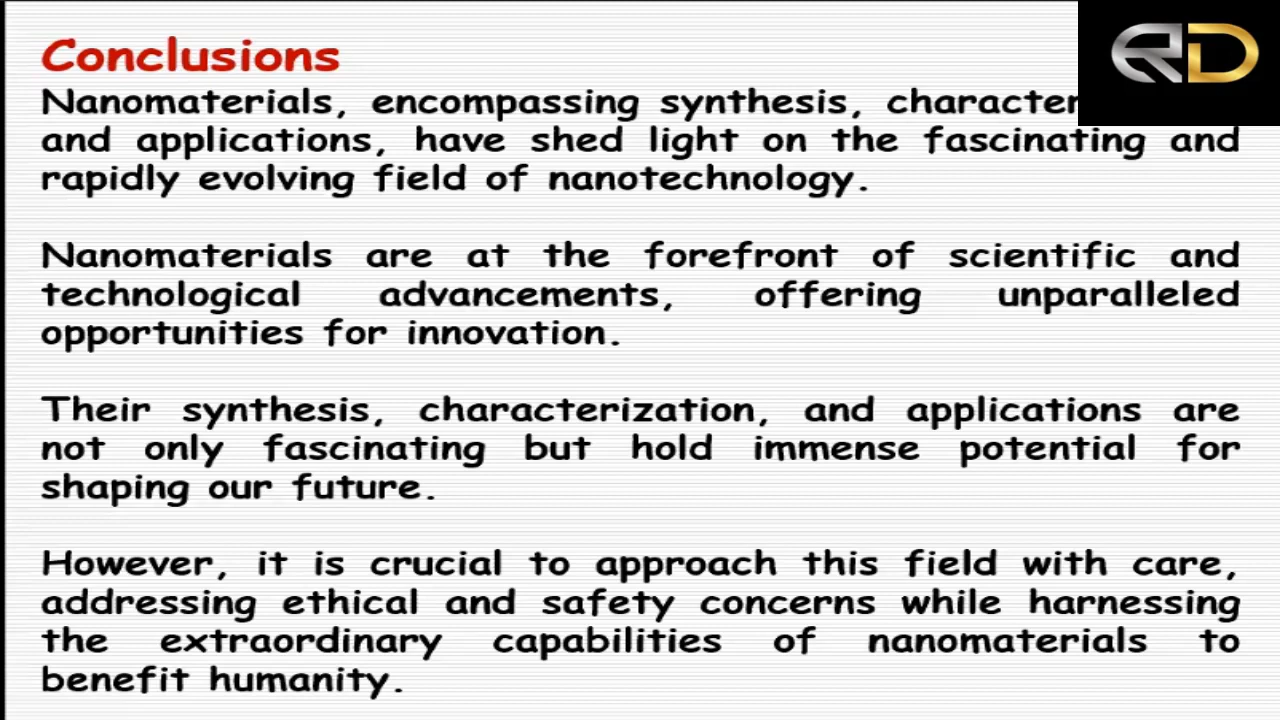 Conclusions
RD
Nanomaterials, encompassing synthesis, character
and applications, have shed light on the fascinating and
rapidly evolving field of nanotechnology.
Nanomaterials are at the forefront of scientific and
technological advancements, offering unparalleled
opportunities for innovation.
Their synthesis, characterization, and applications are
not only fascinating but hold immense potential for
shaping our future.
However, it is crucial to approach this field with care,
addressing ethical and safety concerns while harnessing
the extraordinary capabilities of nanomaterials to
benefit humanity.